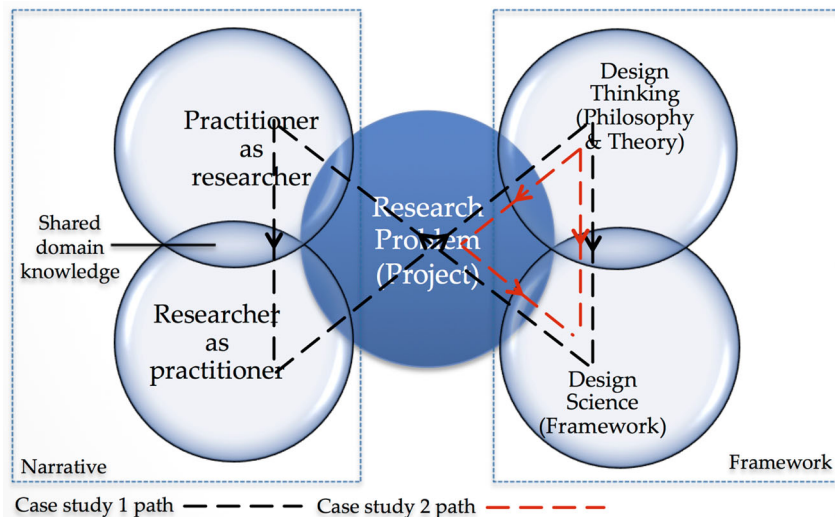 Practitioner
as
researcher
Shared
domain
knowledge
Researcher
as
practitioner
Narrative
Research
Problem
(Project)
Design
Thinking
(Philosophy
& Theory)
Design
Science
(Framework)
Framework
Case study 1 path
Case study 2 path